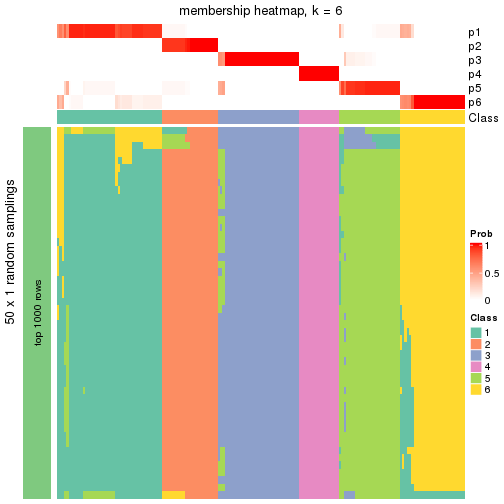 membership heatmap, k = 6
p1
p2
p3
p4
p5
p6
Class
50 x 1 random samplings
top 1000 rows
Prob
1
0.5
0
Class
1
2
3
4
5
6